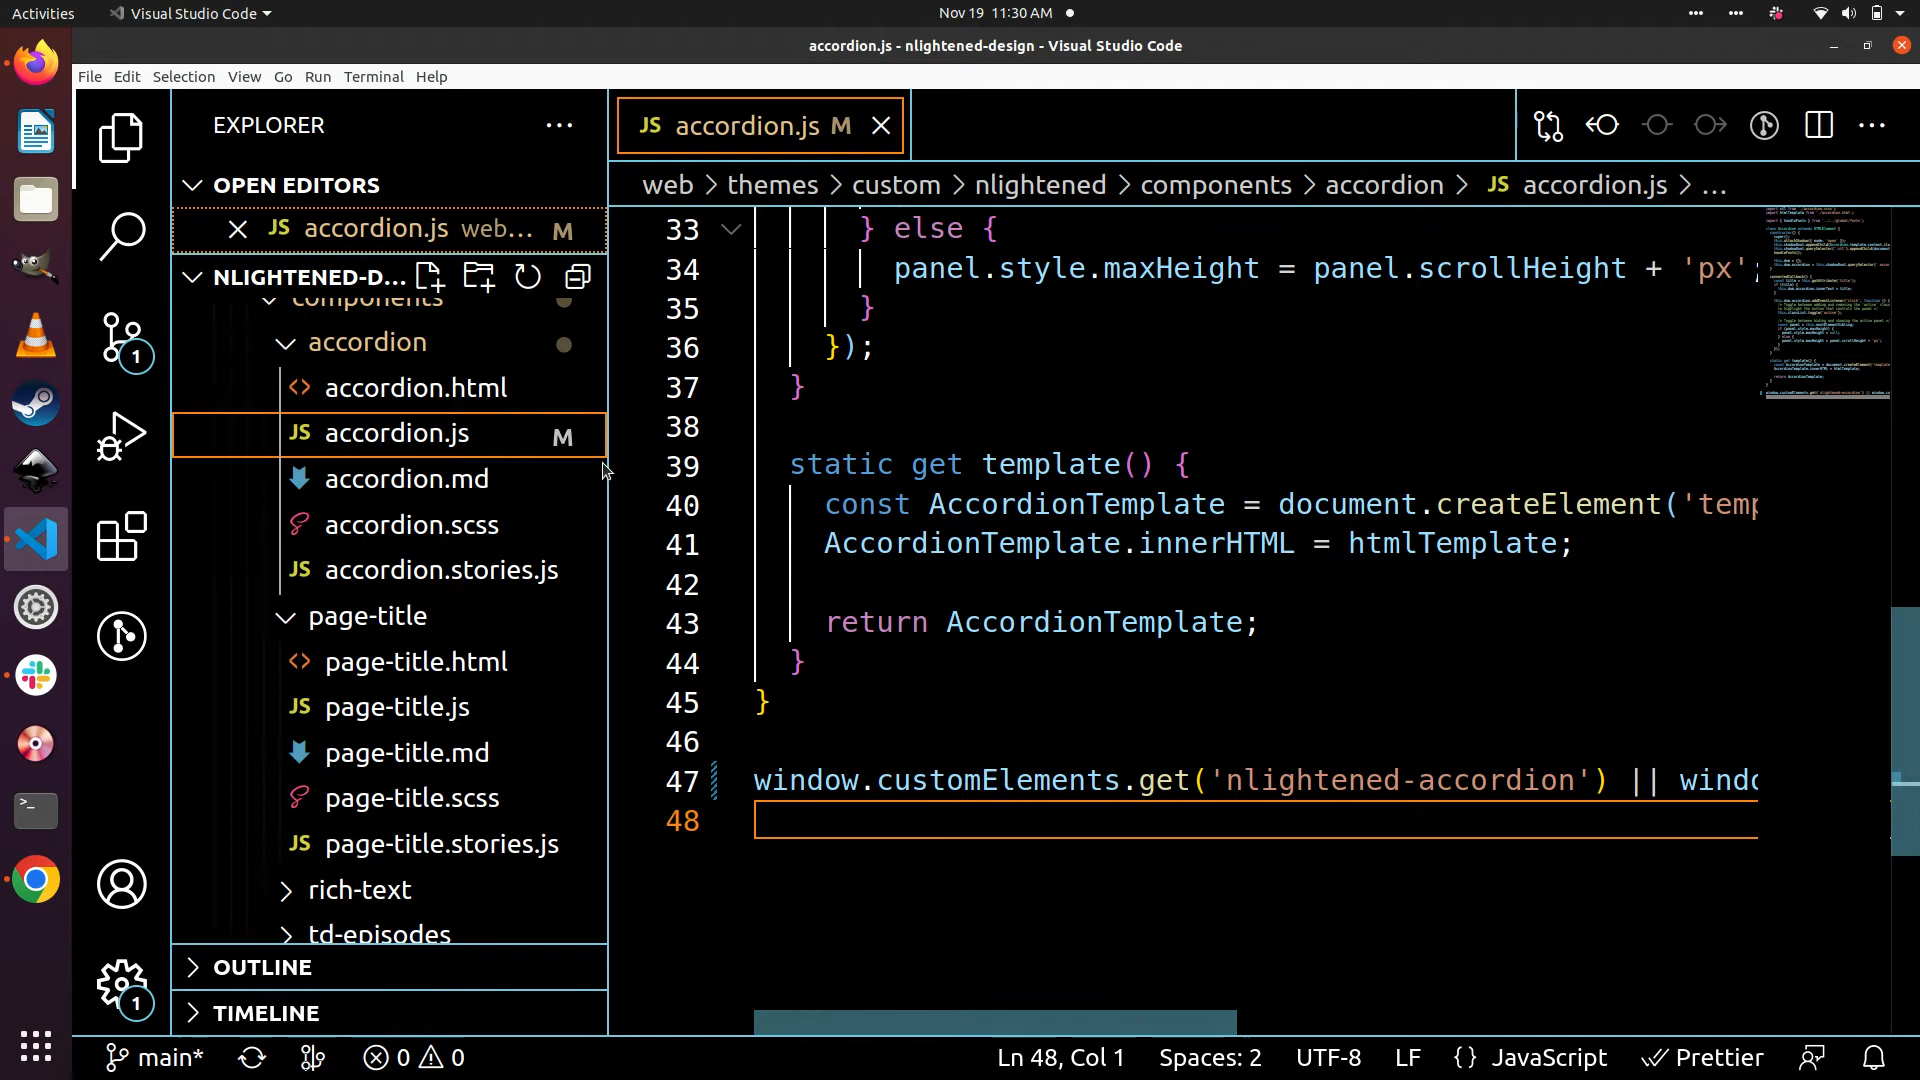 Activities
Visual Studio Code
Nov 19 11:30 AM
accordion.js - nlightened-design - Visual Studio Code
File Edit Selection View Go Run Terminal Help
EXPLORER
OPEN EDITORS
JS accordion.js web... M
NLIGHTENED-D...
components
accordion
<> accordion.html
JS accordion.js M
accordion.md
accordion.scss
JS accordion.stories.js
page-title
<> page-title.html
JS page-title.js
page-title.md
page-title.scss
JS page-title.stories.js
rich-text
td-episodes
OUTLINE
TIMELINE
1
1
JS accordion.js M
web > themes > custom > nlightened > components > accordion > JS accordion.js > ...
33 } else {
34 panel.style.maxHeight = panel.scrollHeight + 'px';
35 }
36 });
37 }
38
39 static get template() {
40 const AccordionTemplate = document.createElement('temp
41 AccordionTemplate.innerHTML = htmlTemplate;
42
43 return AccordionTemplate;
44 }
45 }
46
47 window.customElements.get('nlightened-accordion') || windo
48
main* 0 0 Ln 48, Col 1 Spaces: 2 UTF-8 LF {} JavaScript Prettier